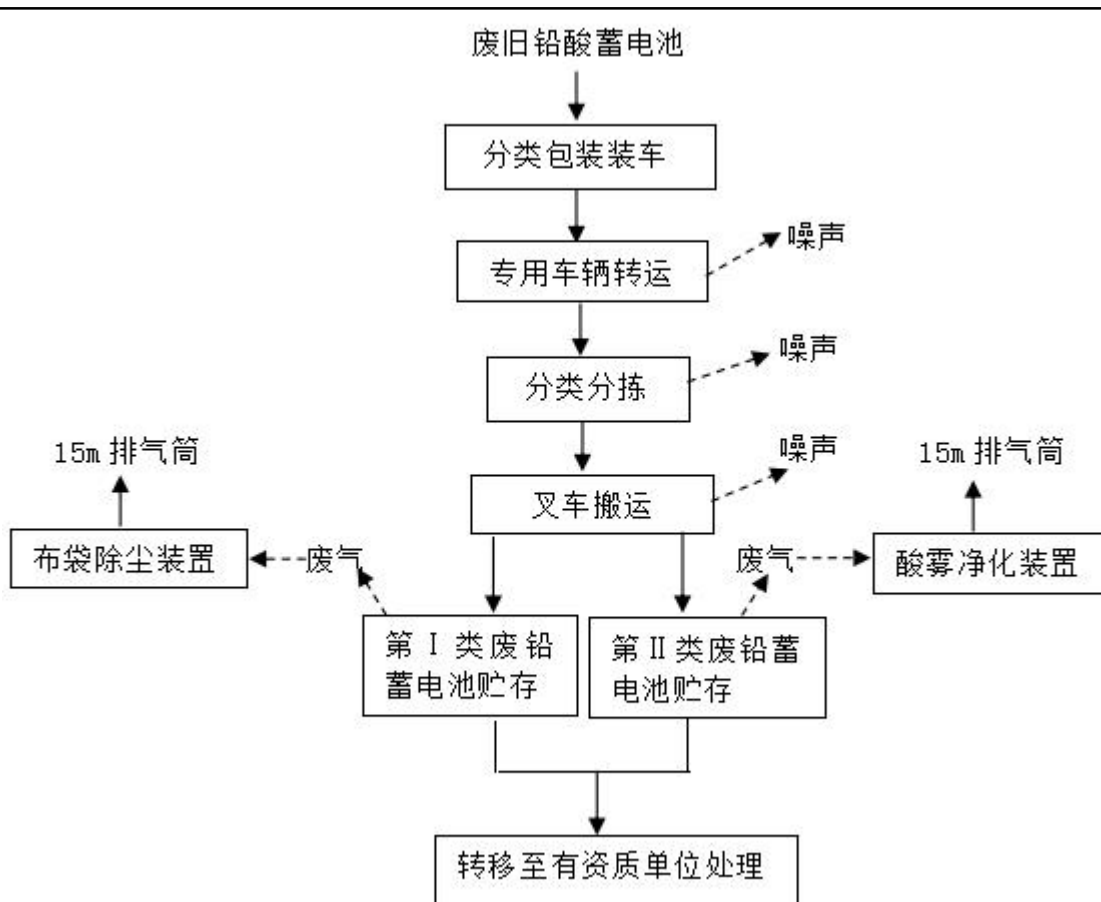 废旧铅酸蓄电池
分类包装装车
噪声
专用车辆转运
噪声
分类分拣
15m 排气筒
噪声
15m 排气筒
叉车搬运
布袋除尘装置
废气
废气
酸雾净化装置
第 I 类废铅
蓄电池贮存
第 II 类废铅蓄
电池贮存
转移至有资质单位处理